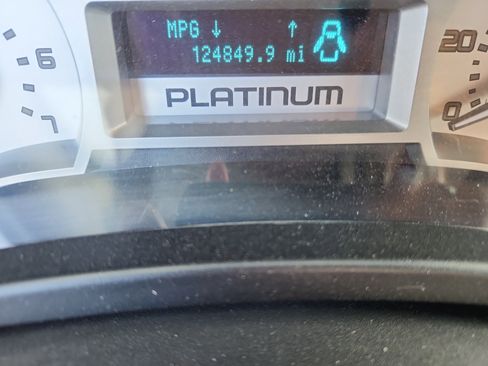 MPG ↓ ↑
124849.9 mi
PLATINUM
6
7
20
0